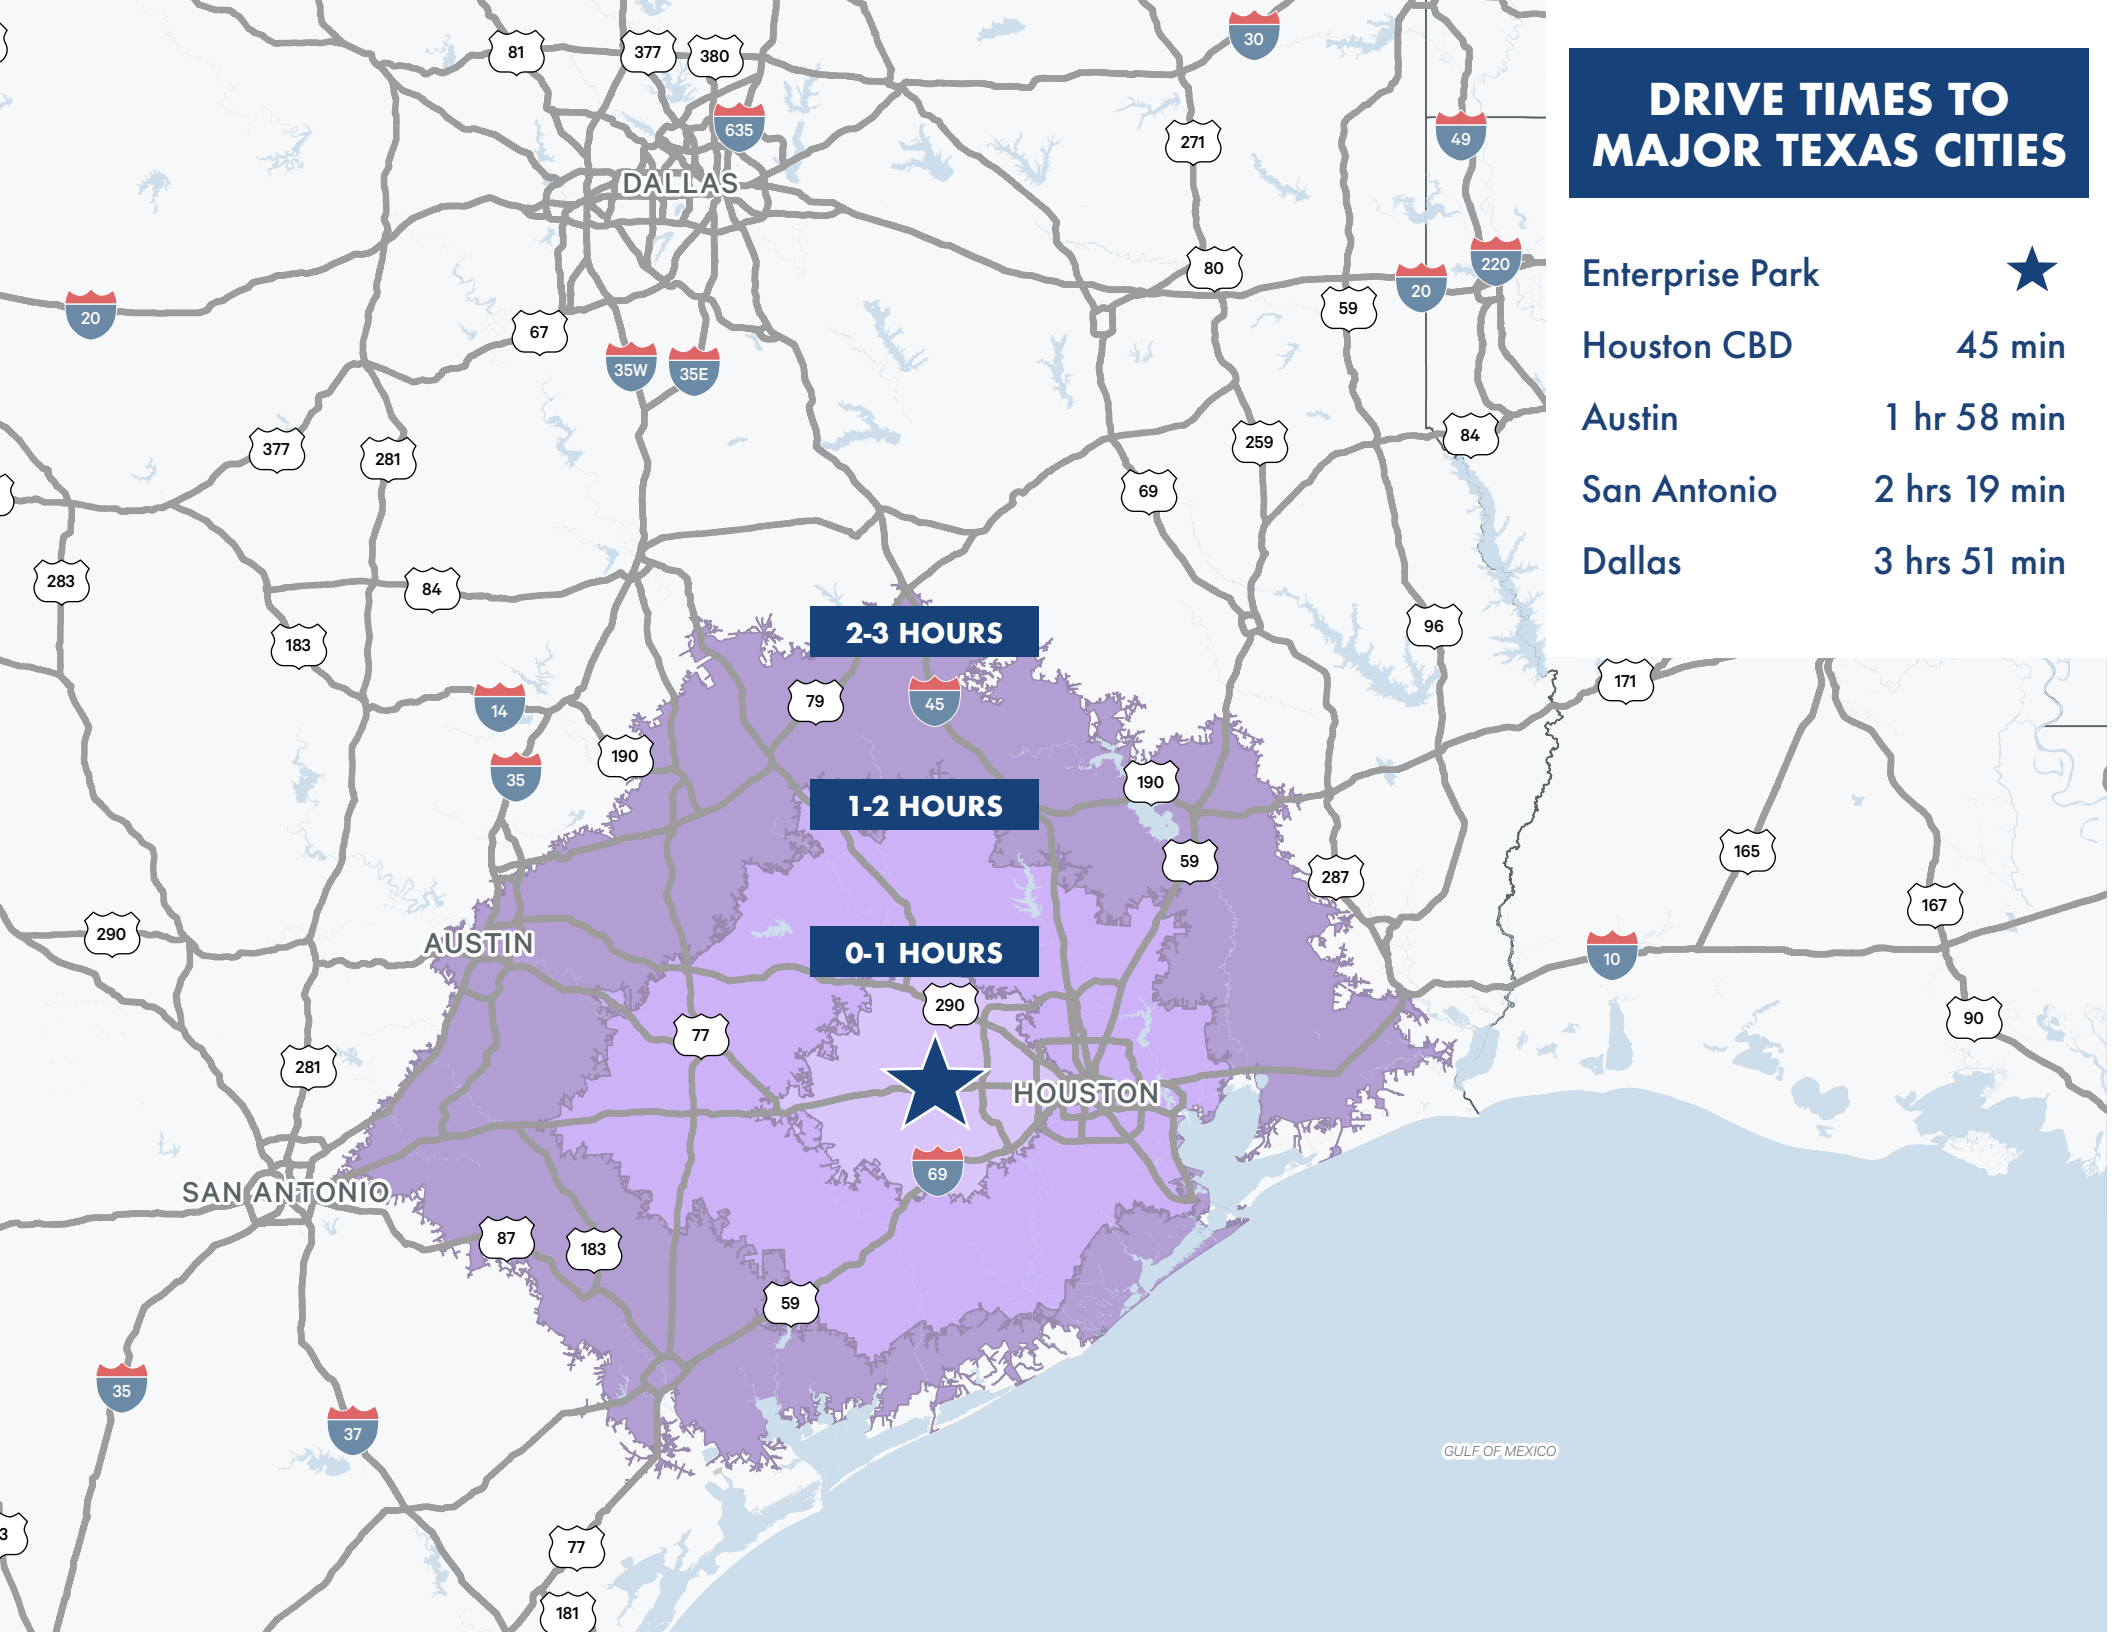 DRIVE TIMES TO
MAJOR TEXAS CITIES
Enterprise Park
Houston CBD 45 min
Austin 1 hr 58 min
San Antonio 2 hrs 19 min
Dallas 3 hrs 51 min
30
81
377
380
635
49
271
DALLAS
220
80
20
59
20
67
35W
35E
84
259
377
281
69
283
84
96
2-3 HOURS
183
171
79
45
14
190
35
190
1-2 HOURS
165
59
287
167
290
AUSTIN
0-1 HOURS
10
290
90
77
281
HOUSTON
69
SAN ANTONIO
87
183
59
35
37
GULF OF MEXICO
3
77
181